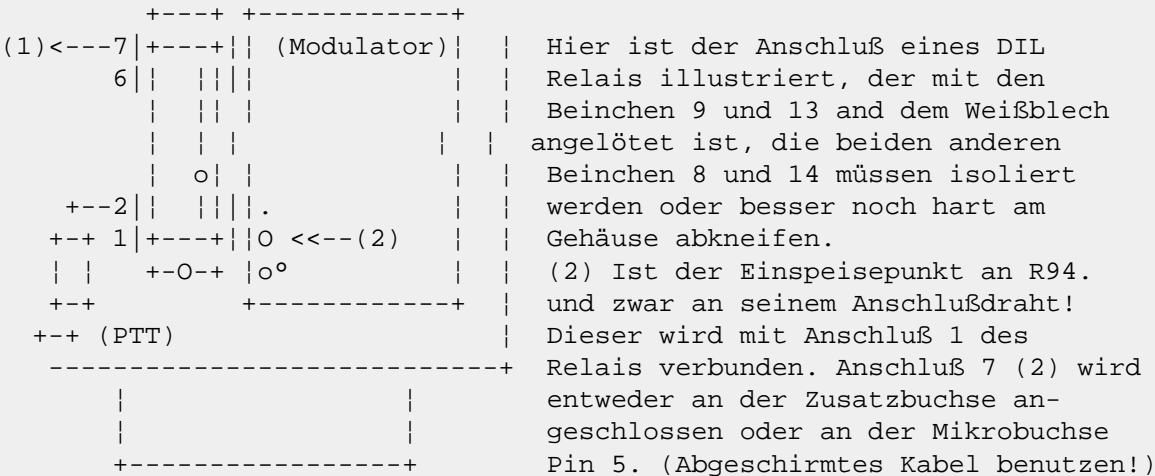 +---+ +------------+
(1)<---7|+---+|| (Modulator)¦  ¦  Hier ist der Anschluß eines DIL
       6||  ||||            ¦  ¦  Relais illustriert, der mit den
         ¦  ¦¦ ¦            ¦  ¦  Beinchen 9 und 13 and dem Weißblech
         ¦  ¦ ¦            ¦  ¦  angelötet ist, die beiden anderen
         ¦  o¦ ¦            ¦  ¦  Beinchen 8 und 14 müssen isoliert
    +--2||  ||||.           ¦  ¦  werden oder besser noch hart am
   +-+ 1|+---+||O <<--(2)   ¦  ¦  Gehäuse abkneifen.
   ¦ ¦   +-O-+ ¦oº          ¦  ¦  (2) Ist der Einspeisepunkt an R94.
   +-+         +------------+  ¦  und zwar an seinem Anschlußdraht!
  +-+ (PTT)                    ¦  Dieser wird mit Anschluß 1 des
   ----------------------------+  Relais verbunden. Anschluß 7 (2) wird
       ¦                 ¦        entweder an der Zusatzbuchse an-
       ¦                 ¦        geschlossen oder an der Mikrobuchse
       +-----------------+        Pin 5. (Abgeschirmtes Kabel benutzen!)